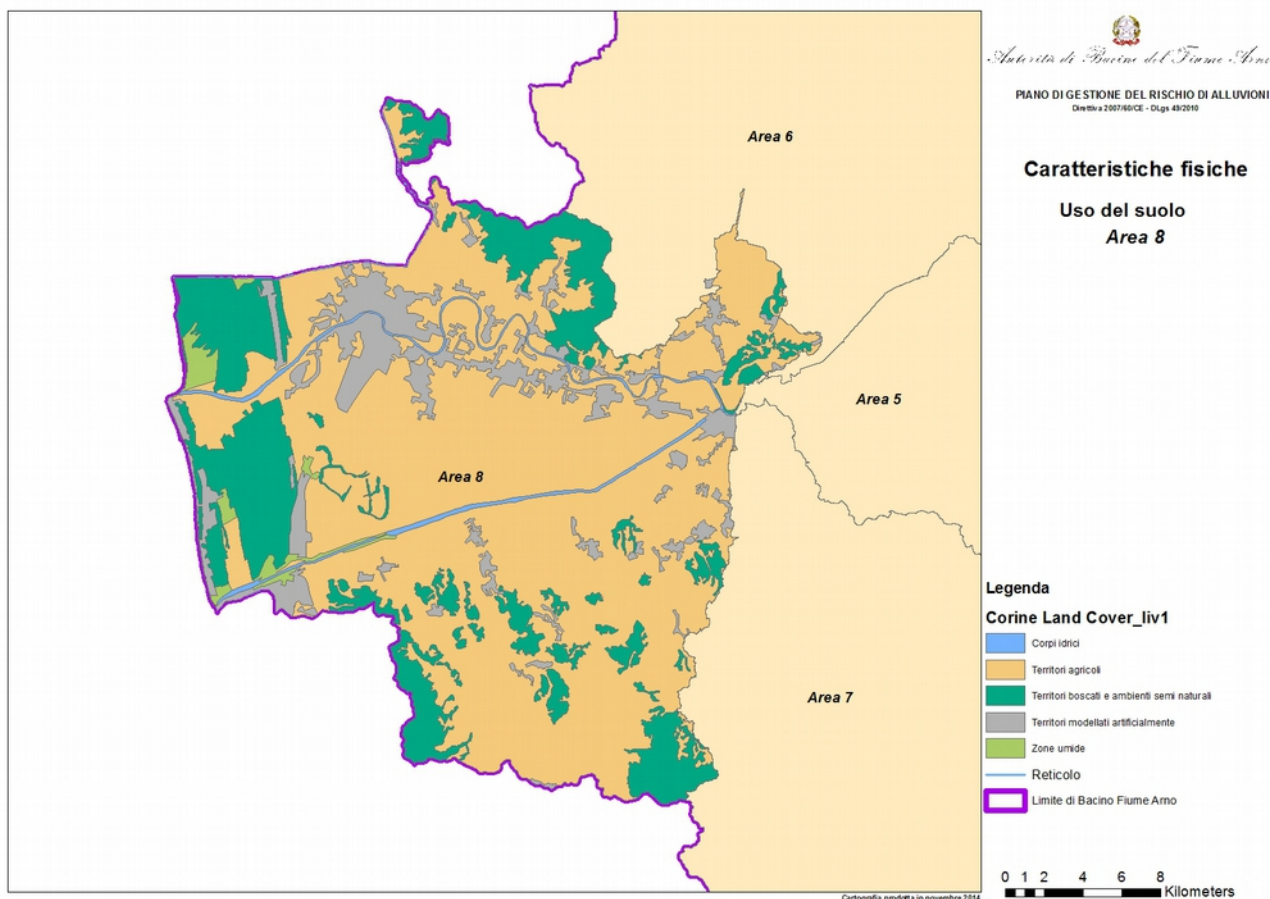 Autorità di Bacino del Fiume Arno
PIANO DI GESTIONE DEL RISCHIO DI ALLUVIONI
Direttiva 2007/60/CE - DLgs 49/2010
Caratteristiche fisiche
Uso del suolo
Area 8
Area 6
Area 5
Area 8
Area 7
Legenda
Corine Land Cover_liv1
Corpi idrici
Territori agricoli
Territori boscati e ambienti semi naturali
Territori modellati artificialmente
Zone umide
Reticolo
Limite di Bacino Fiume Arno
0 1 2 4 6 8
Kilometers
Cartografia prodotta in novembre 2014